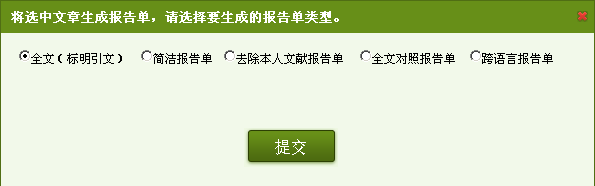 将选中文章生成报告单，请选择要生成的报告单类型。
全文（标明引文） 简洁报告单 去除本人文献报告单 全文对照报告单 跨语言报告单
提交